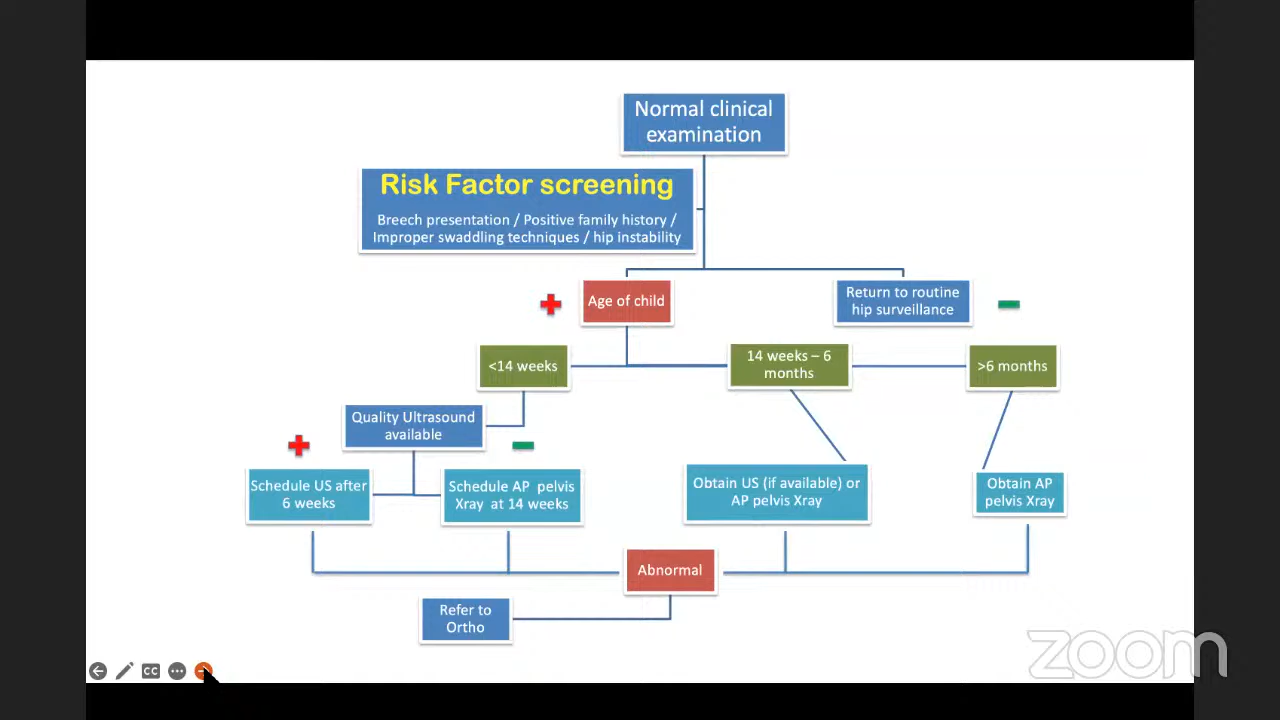 Normal clinical
examination
Risk Factor screening
Breech presentation / Positive family history /
Improper swaddling techniques / hip instability
Age of child
Return to routine
hip surveillance
<14 weeks
14 weeks – 6
months
>6 months
Quality Ultrasound
available
Schedule US after
6 weeks
Schedule AP pelvis
Xray at 14 weeks
Obtain US (if available) or
AP pelvis Xray
Obtain AP
pelvis Xray
Abnormal
Refer to
Ortho
CC
zoom